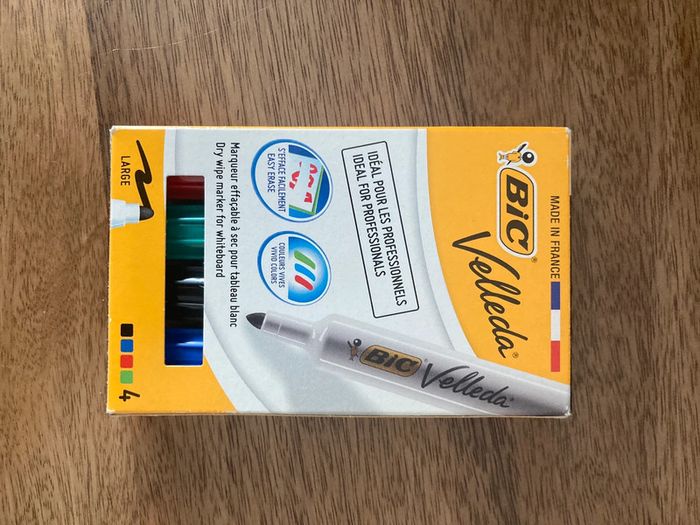 MADE IN FRANCE
BiC®
Velleda®
IDÉAL POUR LES PROFESSIONNELS
IDEAL FOR PROFESSIONALS
S'EFFACE FACILEMENT
EASY ERASE
COULEURS VIVES
VIVID COLORS
BiC
Velleda®
Marqueur effaçable à sec pour tableau blanc
Dry wipe marker for whiteboard
LARGE
4